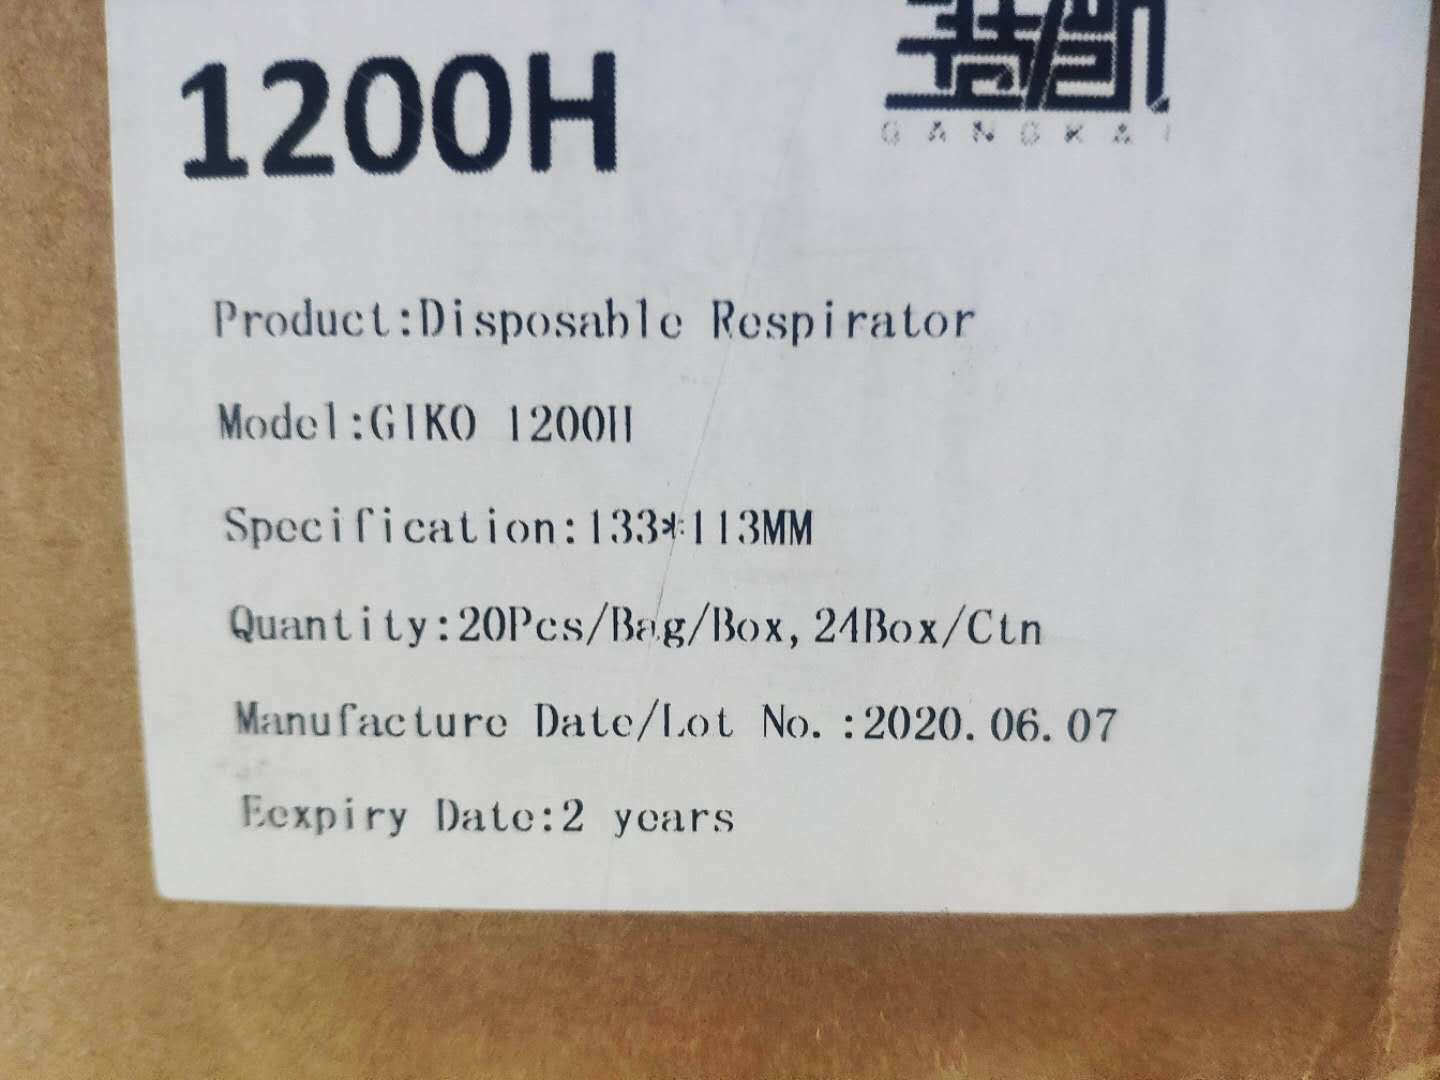 1200H
GANGKAI
Product:Disposable Respirator
Model:GIKO 1200H
Specification:133*113MM
Quantity:20Pcs/Bag/Box,24Box/Ctn
Manufacture Date/Lot No.:2020.06.07
Eexpiry Date:2 years